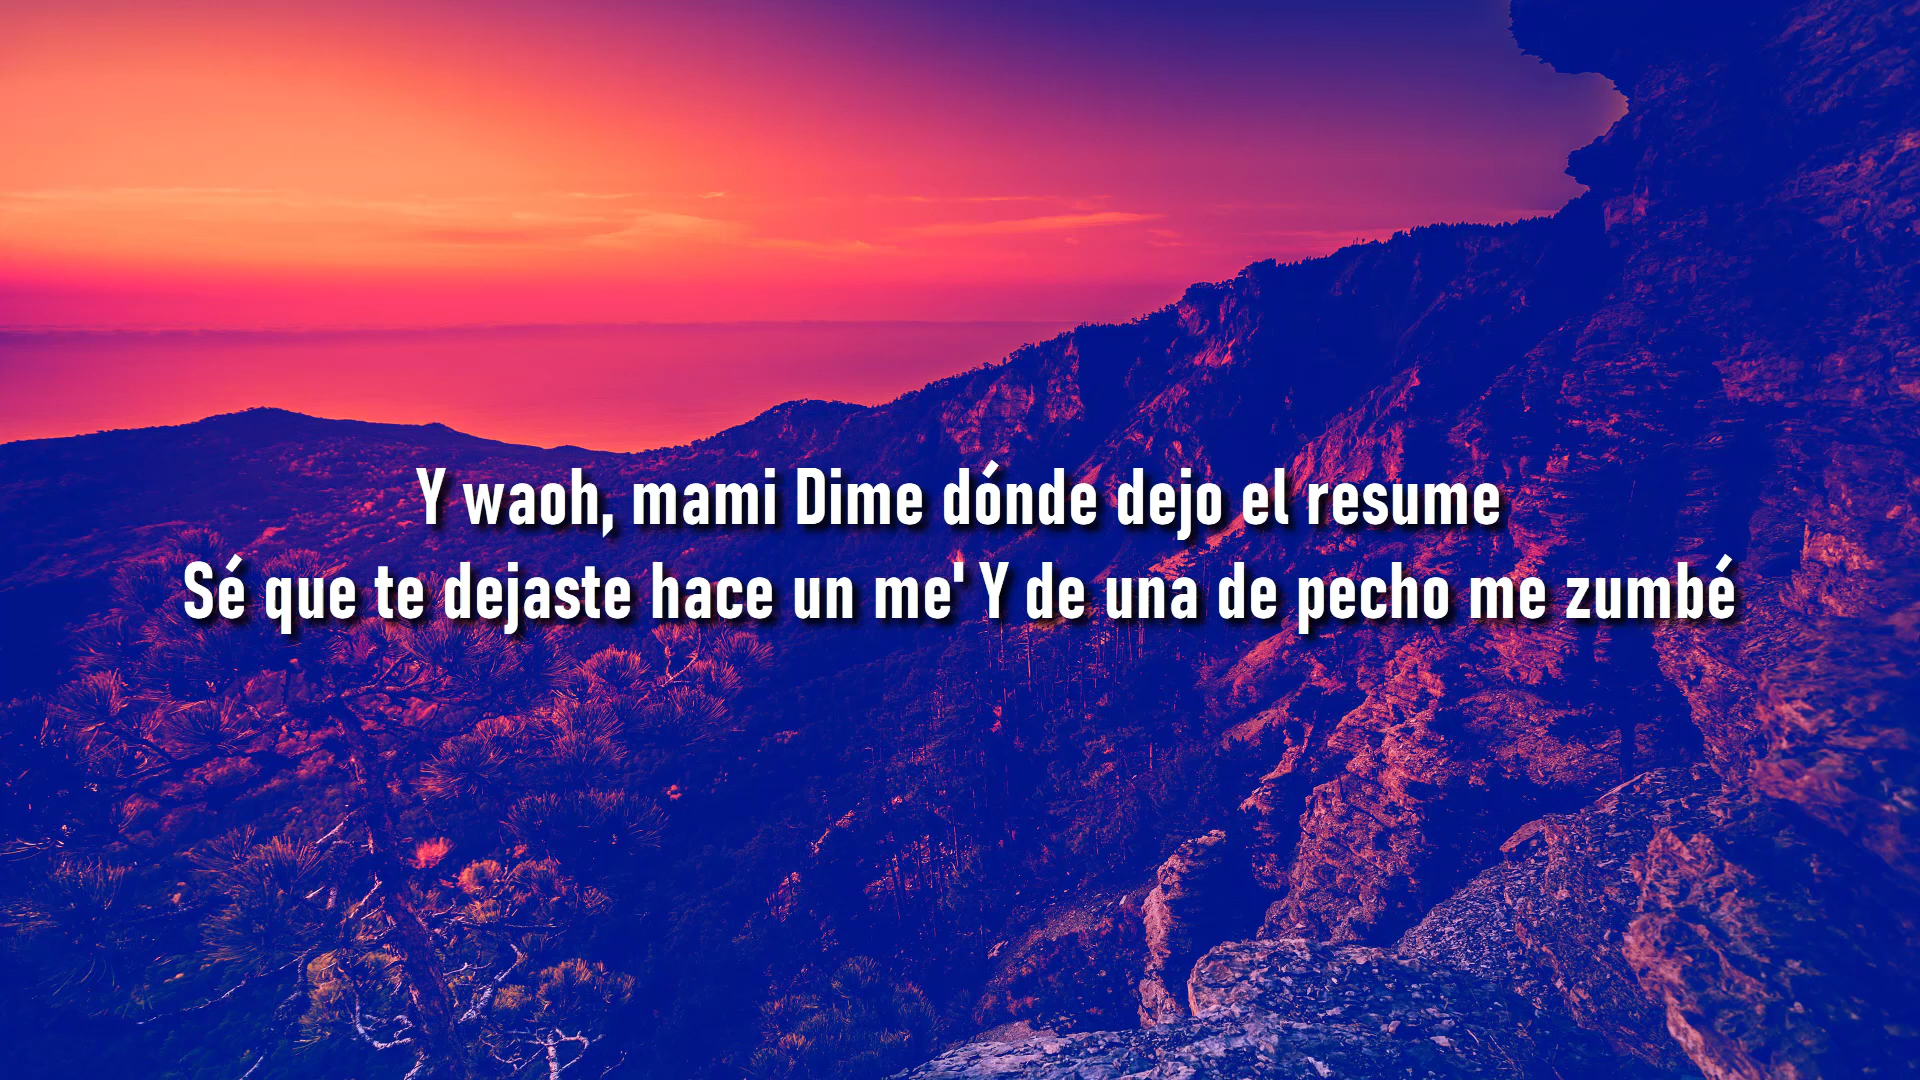 Y waoh, mami Dime dónde dejo el resume
Sé que te dejaste hace un me' Y de una de pecho me zumbé